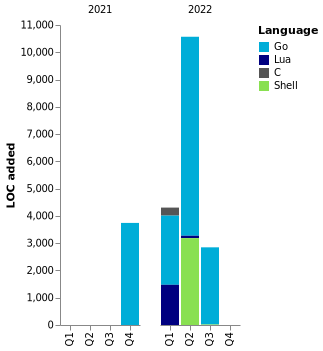 2021
2022
LOC added
11,000
10,000
9,000
8,000
7,000
6,000
5,000
4,000
3,000
2,000
1,000
0
Q1
Q2
Q3
Q4
Q1
Q2
Q3
Q4
Language
Go
Lua
C
Shell